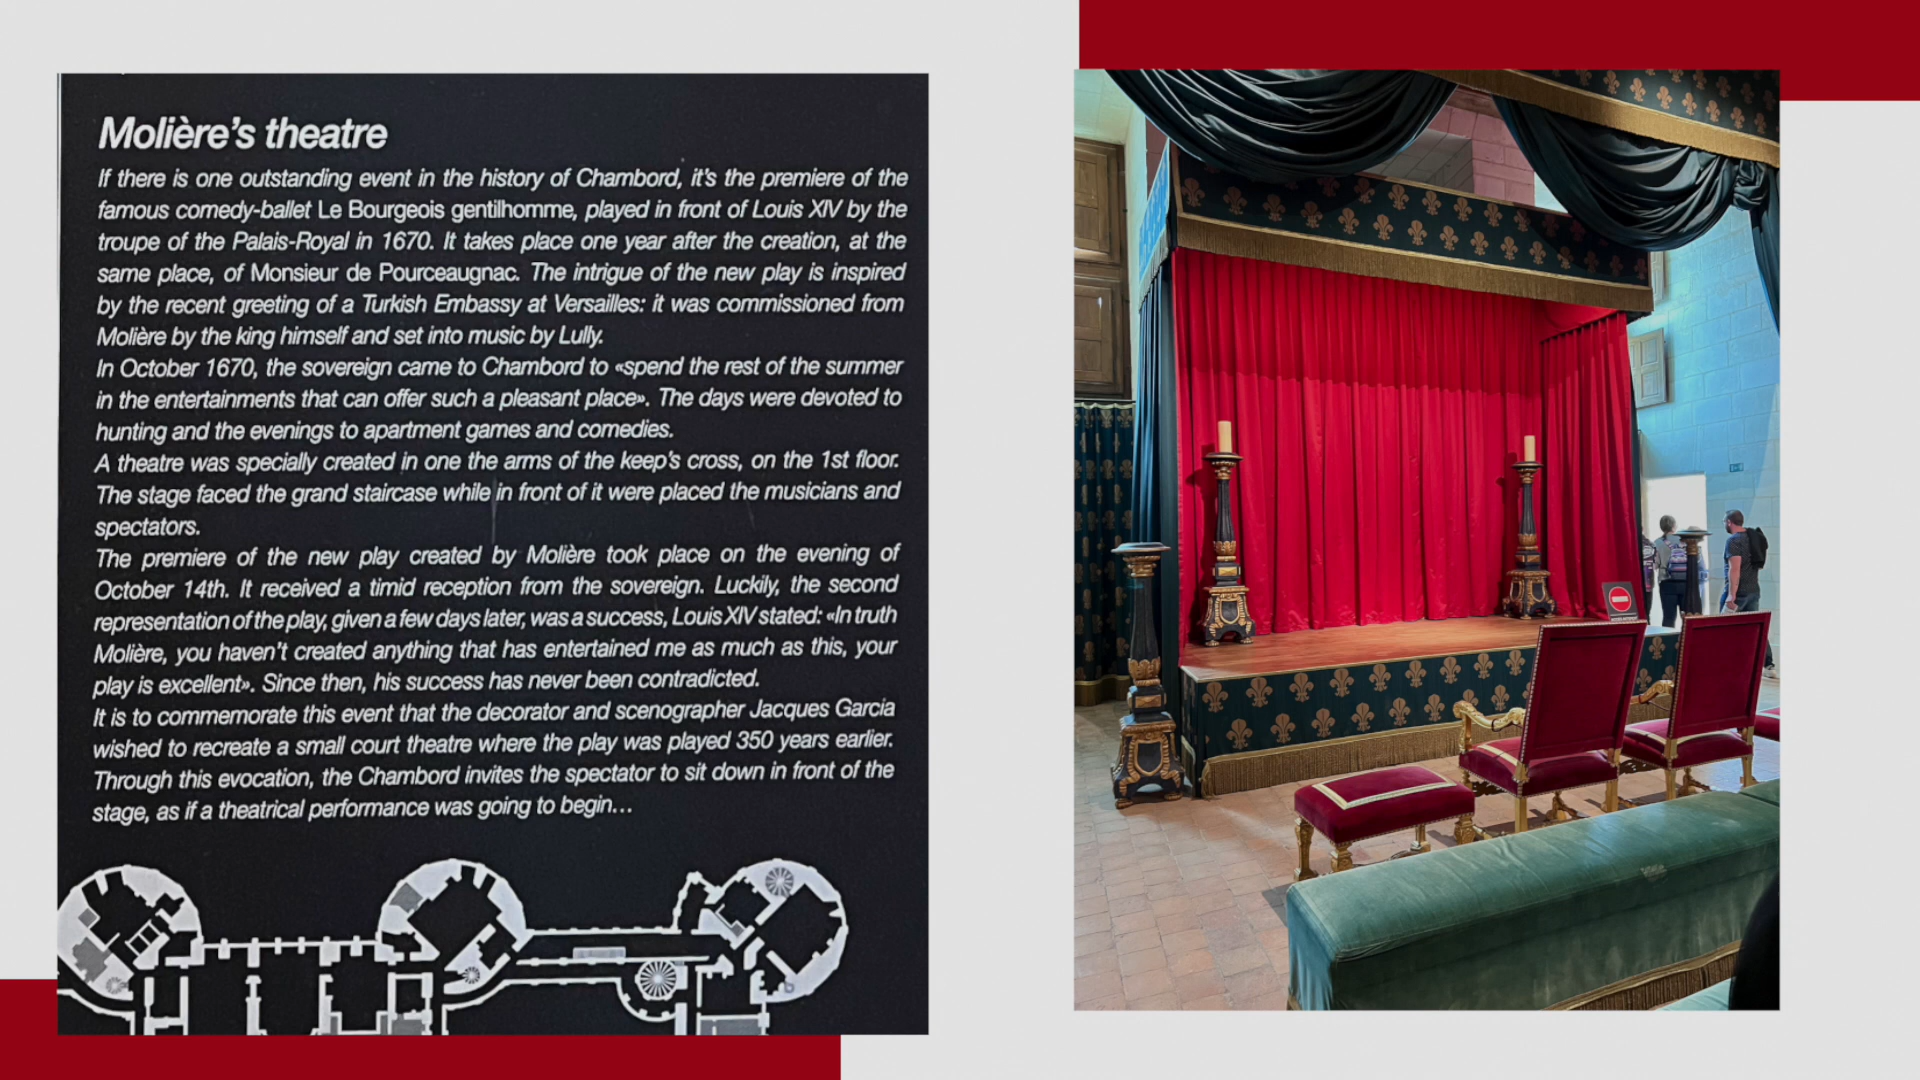 Molière's theatre
If there is one outstanding event in the history of Chambord, it's the premiere of the
famous comedy-ballet Le Bourgeois gentilhomme, played in front of Louis XIV by the
troupe of the Palais-Royal in 1670. It takes place one year after the creation, at the
same place, of Monsieur de Pourceaugnac. The intrigue of the new play is inspired
by the recent greeting of a Turkish Embassy at Versailles: it was commissioned from
Molière by the king himself and set into music by Lully.
In October 1670, the sovereign came to Chambord to «spend the rest of the summer
in the entertainments that can offer such a pleasant place». The days were devoted to
hunting and the evenings to apartment games and comedies.
A theatre was specially created in one the arms of the keep's cross, on the 1st floor.
The stage faced the grand staircase while in front of it were placed the musicians and
spectators.
The premiere of the new play created by Molière took place on the evening of
October 14th. It received a timid reception from the sovereign. Luckily, the second
representation of the play, given a few days later, was a success, Louis XIV stated: «In truth
Molière, you haven't created anything that has entertained me as much as this, your
play is excellent». Since then, his success has never been contradicted.
It is to commemorate this event that the decorator and scenographer Jacques Garcia
wished to recreate a small court theatre where the play was played 350 years earlier.
Through this evocation, the Chambord invites the spectator to sit down in front of the
stage, as if a theatrical performance was going to begin...